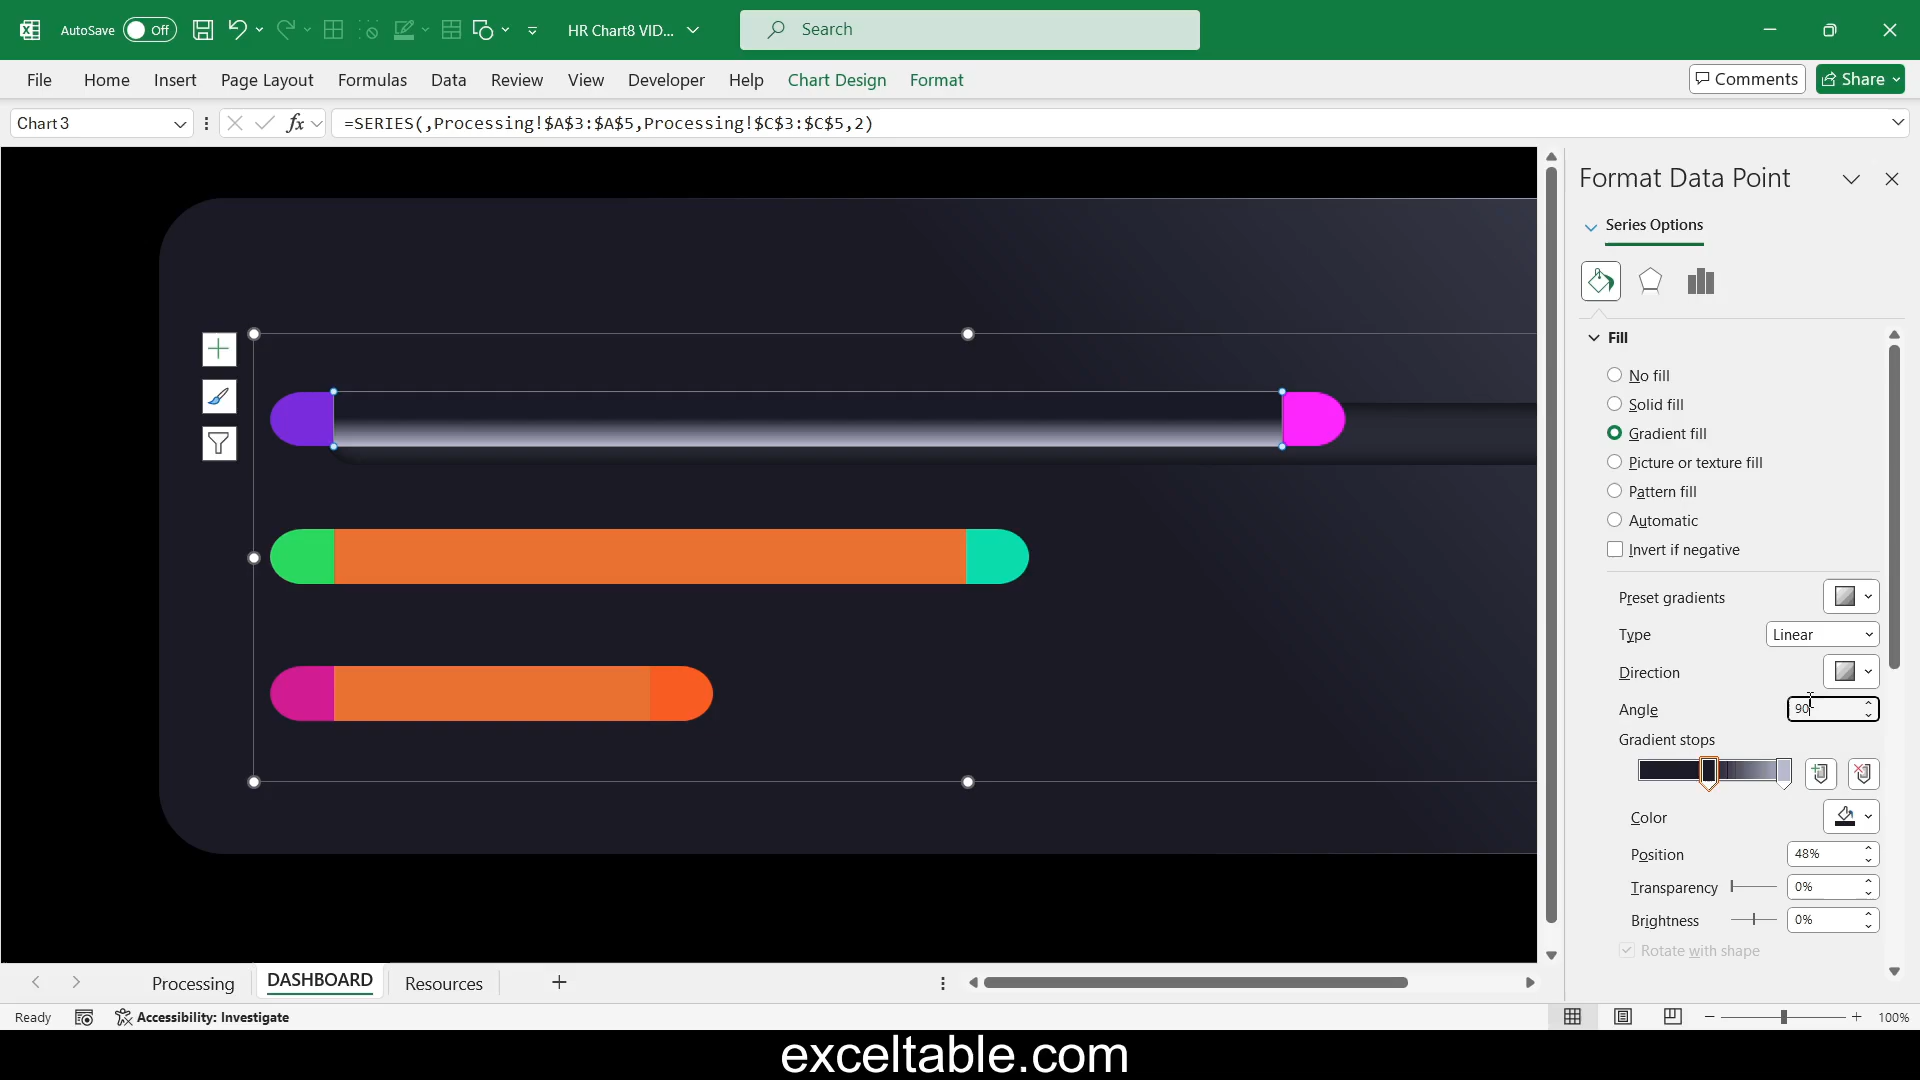 AutoSave Off HR Chart8 VID... Search
File Home Insert Page Layout Formulas Data Review View Developer Help Chart Design Format Comments Share
Chart 3 fx =SERIES(,Processing!$A$3:$A$5,Processing!$C$3:$C$5,2)
Format Data Point
Series Options
Fill
No fill
Solid fill
Gradient fill
Picture or texture fill
Pattern fill
Automatic
Invert if negative
Preset gradients
Type Linear
Direction
Angle 90
Gradient stops
Color
Position 48%
Transparency 0%
Brightness 0%
Rotate with shape
Processing DASHBOARD Resources
Ready Accessibility: Investigate 100%
exceltable.com